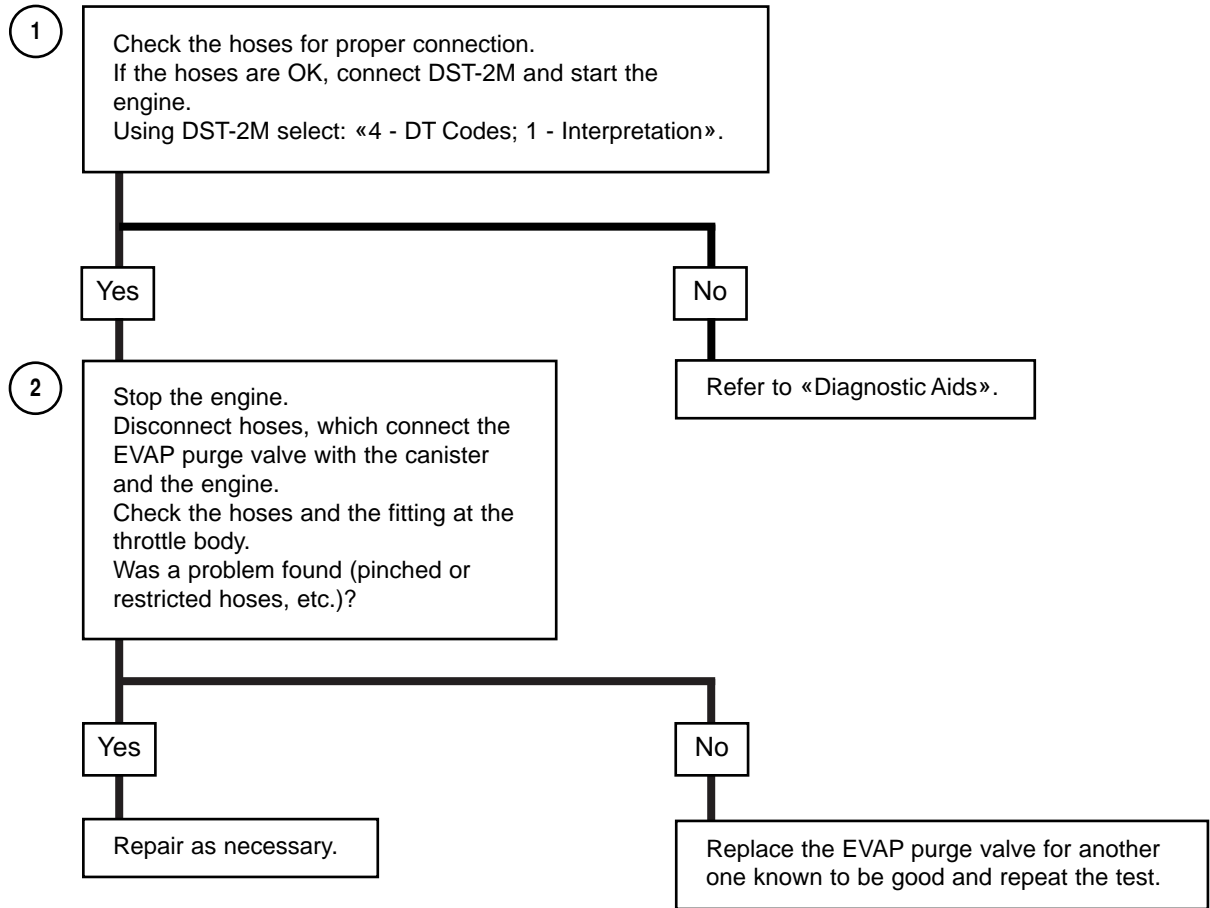 1
Check the hoses for proper connection.
If the hoses are OK, connect DST-2M and start the
engine.
Using DST-2M select: «4 - DT Codes; 1 - Interpretation».
Yes
No
2
Stop the engine.
Disconnect hoses, which connect the
EVAP purge valve with the canister
and the engine.
Check the hoses and the fitting at the
throttle body.
Was a problem found (pinched or
restricted hoses, etc.)?
Refer to «Diagnostic Aids».
Yes
No
Repair as necessary.
Replace the EVAP purge valve for another
one known to be good and repeat the test.